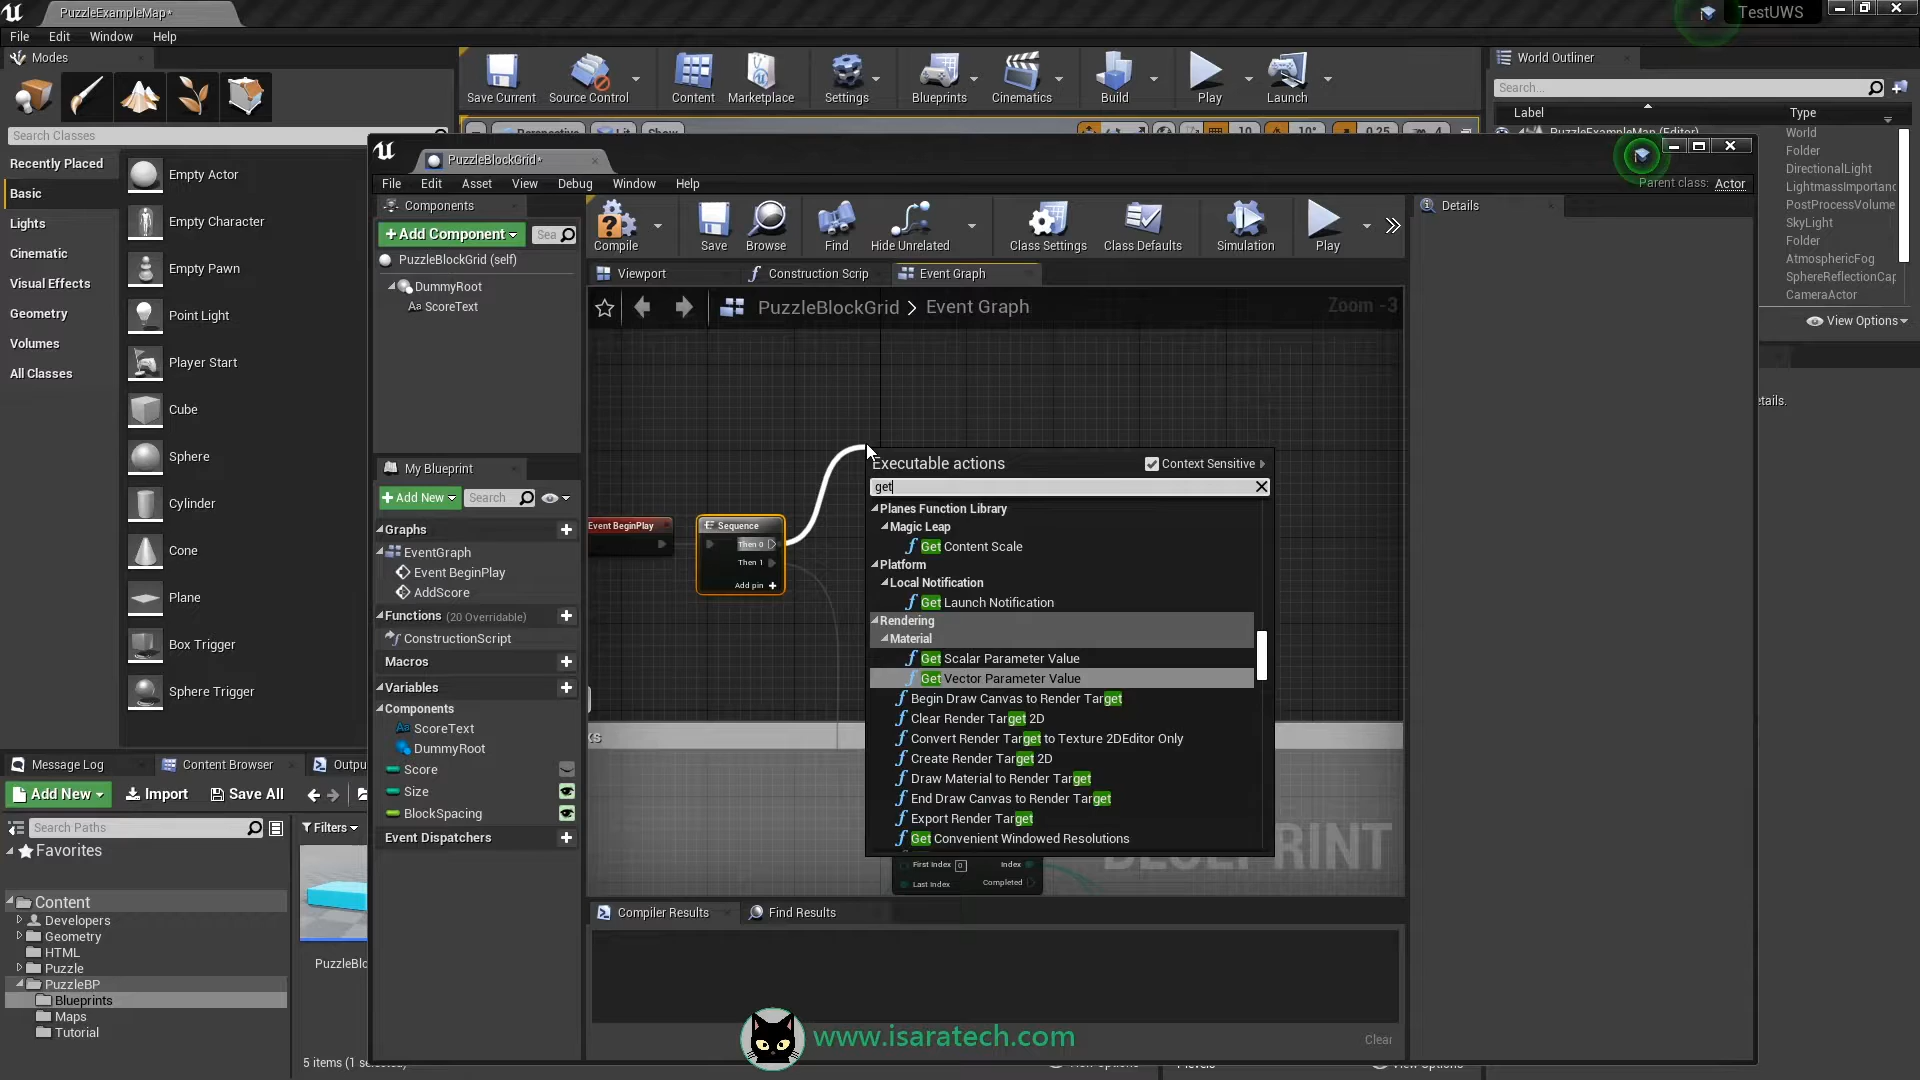 PuzzleExampleMap*
TestUWS
File Edit Window Help
Modes
Save Current Source Control Content Marketplace Settings Blueprints Cinematics Build Play Launch
World Outliner
Search...
Label Type
Search Classes
Perspective Lit Show 10 10° 0.25 4
PuzzleExampleMap (Editor)
World
Folder
DirectionalLight
LightmassImportanc
PostProcessVolume
SkyLight
Folder
AtmosphericFog
SphereReflectionCap
CameraActor
View Options
Recently Placed
Basic
Lights
Cinematic
Visual Effects
Geometry
Volumes
All Classes
Empty Actor
Empty Character
Empty Pawn
Point Light
Player Start
Cube
Sphere
Cylinder
Cone
Plane
Box Trigger
Sphere Trigger
PuzzleBlockGrid*
File Edit Asset View Debug Window Help
Parent class: Actor
Components
+Add Component Sea
PuzzleBlockGrid (self)
DummyRoot
ScoreText
Compile Save Browse Find Hide Unrelated Class Settings Class Defaults Simulation Play
Details
Viewport Construction Scrip Event Graph
PuzzleBlockGrid > Event Graph
Zoom -3
My Blueprint
+Add New Search
Graphs
EventGraph
Event BeginPlay
AddScore
Functions (20 Overridable)
ConstructionScript
Macros
Variables
Components
ScoreText
DummyRoot
Score
Size
BlockSpacing
Event Dispatchers
Event BeginPlay
Sequence
Then 0
Then 1
Add pin +
Executable actions Context Sensitive
get
Planes Function Library
Magic Leap
Get Content Scale
Platform
Local Notification
Get Launch Notification
Rendering
Material
Get Scalar Parameter Value
Get Vector Parameter Value
Begin Draw Canvas to Render Target
Clear Render Target 2D
Convert Render Target to Texture 2DEditor Only
Create Render Target 2D
Draw Material to Render Target
End Draw Canvas to Render Target
Export Render Target
Get Convenient Windowed Resolutions
First Index 0 Index
Last Index Completed
etails.
Compiler Results Find Results
Clear
Message Log Content Browser Outpu
Add New Import Save All
Search Paths
Filters
Favorites
Content
Developers
Geometry
HTML
Puzzle
PuzzleBP
Blueprints
Maps
Tutorial
PuzzleBlo
5 items (1 selected)
www.isaratech.com